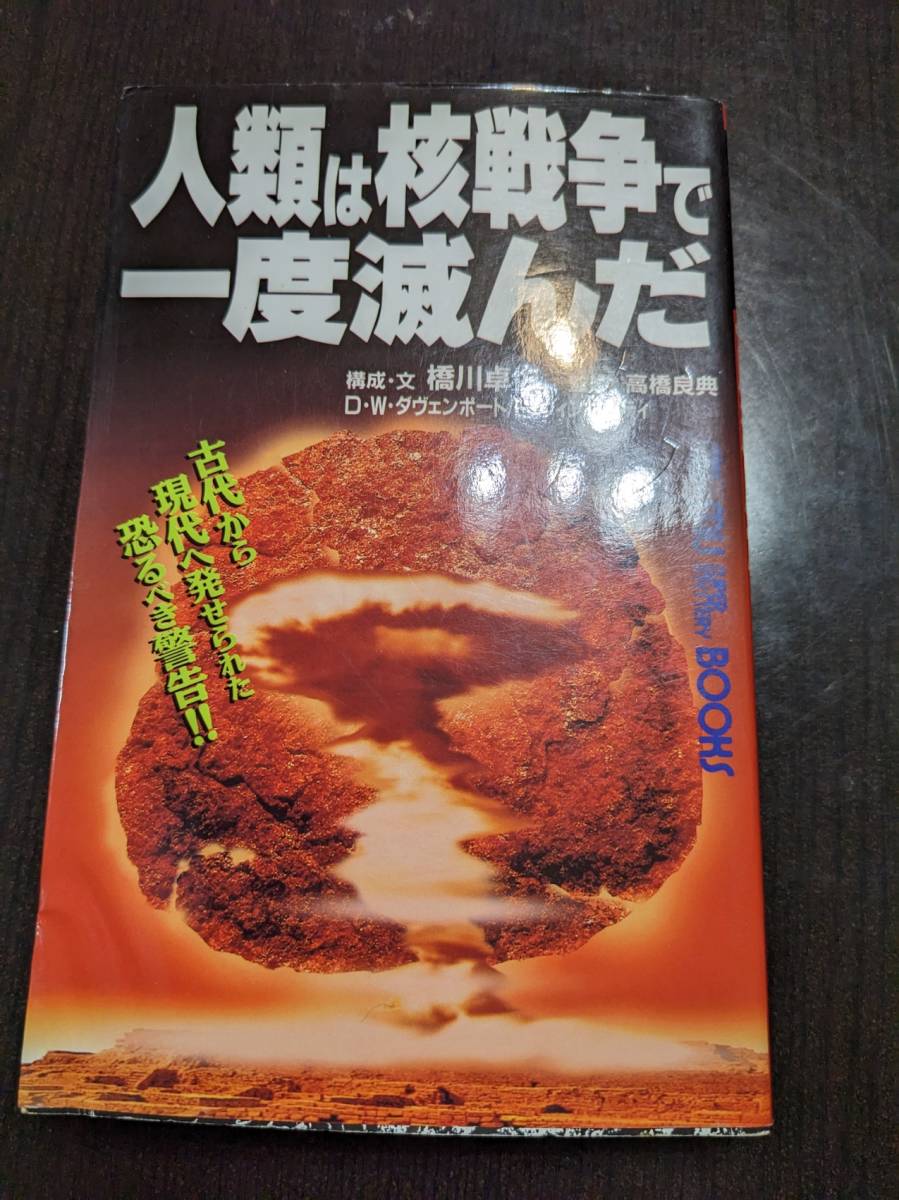 人類は核戦争で
一度滅んだ
構成・文 橋川卓 高橋良典
D・W・ダヴェンポート
古代から
現代へ発せられた
恐るべき警告!!
BOOKS